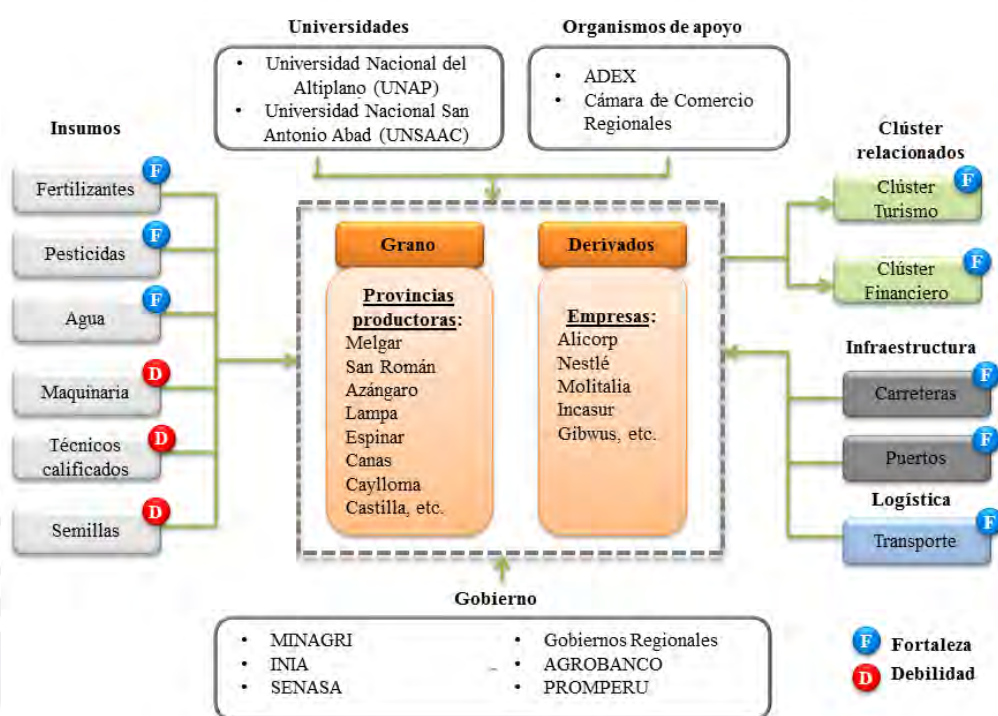 Universidades
• Universidad Nacional del
Altiplano (UNAP)
• Universidad Nacional San
Antonio Abad (UNSAAC)
Organismos de apoyo
• ADEX
• Cámara de Comercio
Regionales
Insumos
Fertilizantes
F
Pesticidas
F
Agua
F
Maquinaria
D
Técnicos
calificados
D
Semillas
D
Grano
Provincias
productoras:
Melgar
San Román
Azángaro
Lampa
Espinar
Canas
Caylloma
Castilla, etc.
Derivados
Empresas:
Alicorp
Nestlé
Molitalia
Incasur
Gibwus, etc.
Clúster
relacionados
Clúster
Turismo
F
Clúster
Financiero
F
Infraestructura
Carreteras
F
Puertos
F
Logística
Transporte
F
Gobierno
• MINAGRI
• INIA
• SENASA
• Gobiernos Regionales
• AGROBANCO
• PROMPERU
F Fortaleza
D Debilidad